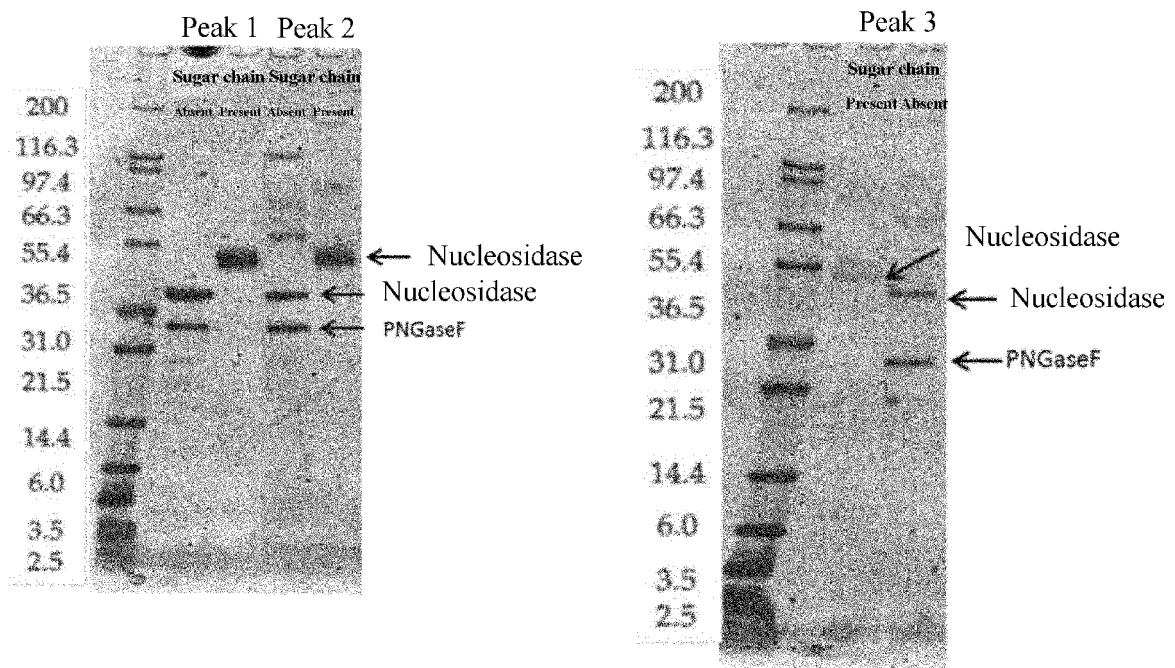 Peak 1 Peak 2
Sugar chain Sugar chain
Absent Present Absent Present
200
116.3
97.4
66.3
55.4
36.5
31.0
21.5
14.4
6.0
3.5
2.5
Nucleosidase
Nucleosidase
PNGaseF
Peak 3
Sugar chain
Present Absent
200
116.3
97.4
66.3
55.4
36.5
31.0
21.5
14.4
6.0
3.5
2.5
Nucleosidase
Nucleosidase
PNGaseF